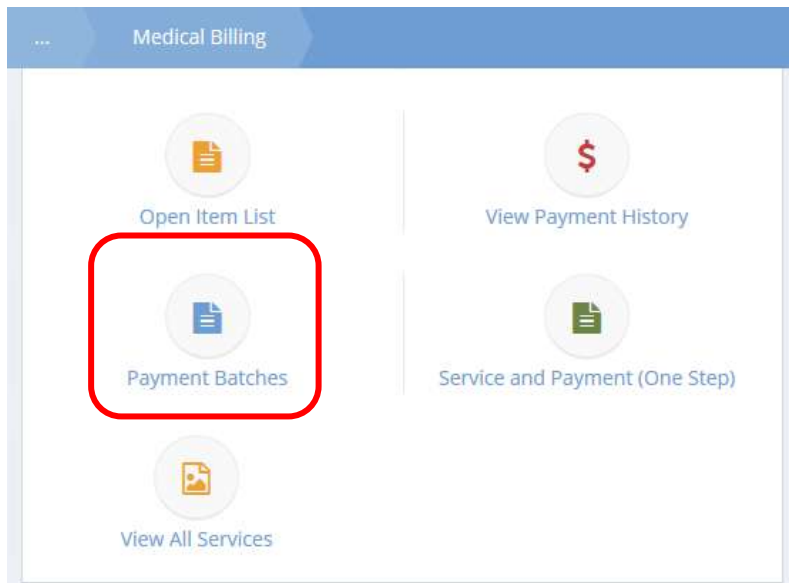 ... Medical Billing
Open Item List
View Payment History
Payment Batches
Service and Payment (One Step)
View All Services